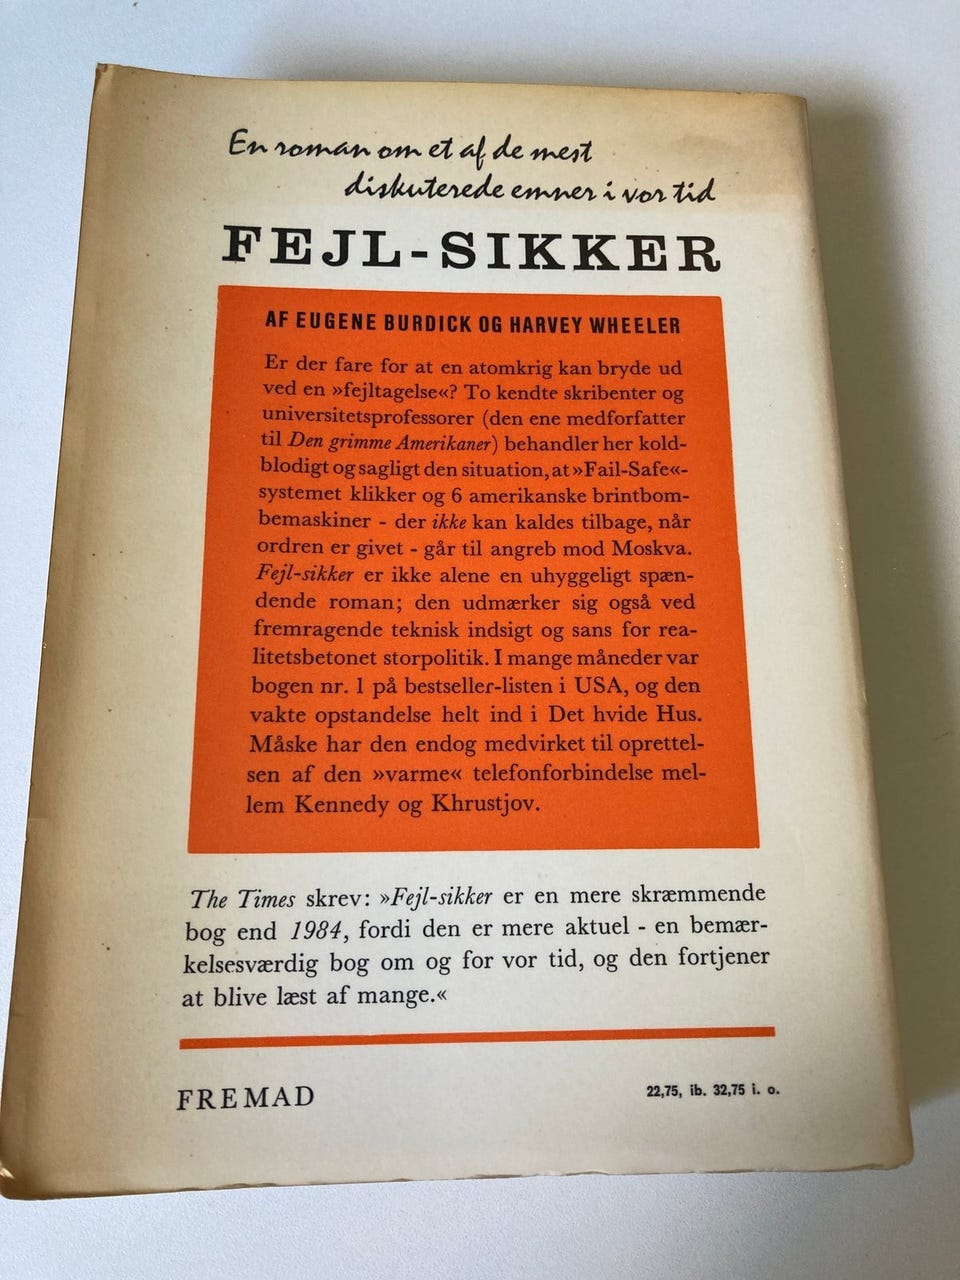 En roman om et af de mest
diskuterede emner i vor tid
FEJL-SIKKER
AF EUGENE BURDICK OG HARVEY WHEELER
Er der fare for at en atomkrig kan bryde ud
ved en »fejltagelse«? To kendte skribenter og
universitetsprofessorer (den ene medforfatter
til Den grimme Amerikaner) behandler her kold-
blodigt og sagligt den situation, at »Fail-Safe«-
systemet klikker og 6 amerikanske brintbom-
bemaskiner - der ikke kan kaldes tilbage, når
ordren er givet - går til angreb mod Moskva.
Fejl-sikker er ikke alene en uhyggeligt spæn-
dende roman; den udmærker sig også ved
fremragende teknisk indsigt og sans for rea-
litetsbetonet storpolitik. I mange måneder var
bogen nr. 1 på bestseller-listen i USA, og den
vakte opstandelse helt ind i Det hvide Hus.
Måske har den endog medvirket til oprettel-
sen af den »varme« telefonforbindelse mel-
lem Kennedy og Khrustjov.
The Times skrev: »Fejl-sikker er en mere skræmmende
bog end 1984, fordi den er mere aktuel - en bemær-
kelsesværdig bog om og for vor tid, og den fortjener
at blive læst af mange.«
FREMAD
22,75, ib. 32,75 i. o.